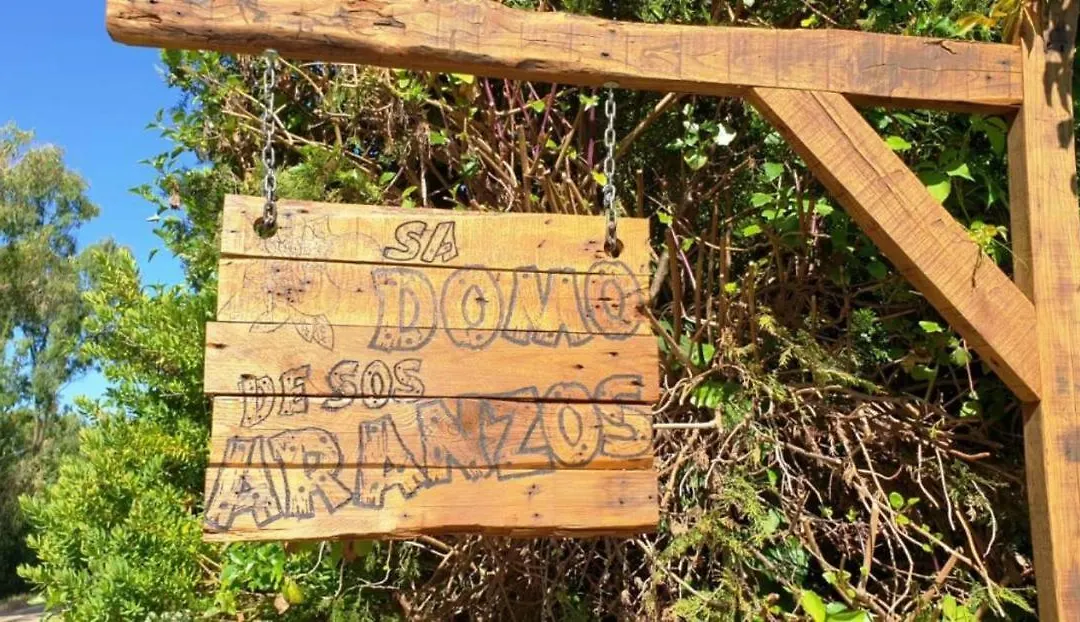 SA
DOMO
DE SOS
ARANZOS